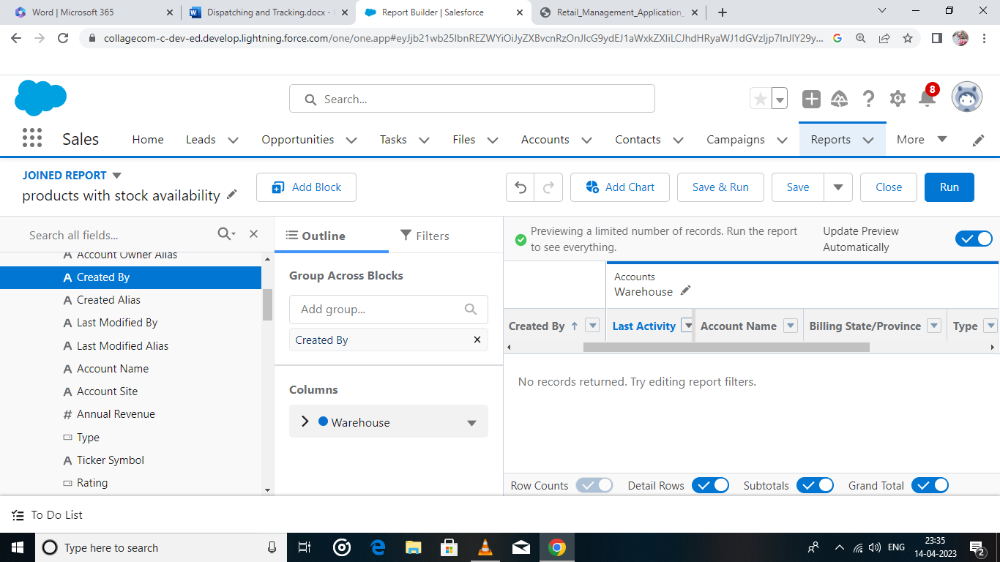 Word | Microsoft 365
Dispatching and Tracking.docx -
Report Builder | Salesforce
Retail_Management_Application_
collagecom-c-dev-ed.develop.lightning.force.com/one/one.app#eyJjb21wb25lbnREZWYiOiJyZXBvcnRzOnJlcG9ydEJ1aWxkZXIiLCJhdHRyaWJ1dGVzIjp7InJlY29y...
Search...
8
Sales
Home
Leads
Opportunities
Tasks
Files
Accounts
Contacts
Campaigns
Reports
More
JOINED REPORT
products with stock availability
Add Block
Add Chart
Save & Run
Save
Close
Run
Search all fields...
Account Owner Alias
Created By
Created Alias
Last Modified By
Last Modified Alias
Account Name
Account Site
Annual Revenue
Type
Ticker Symbol
Rating
Outline
Filters
Group Across Blocks
Add group...
Created By
Columns
Warehouse
Previewing a limited number of records. Run the report
to see everything.
Update Preview
Automatically
Accounts
Warehouse
Created By
Last Activity
Account Name
Billing State/Province
Type
No records returned. Try editing report filters.
Row Counts
Detail Rows
Subtotals
Grand Total
To Do List
Type here to search
ENG
23:35
14-04-2023
2